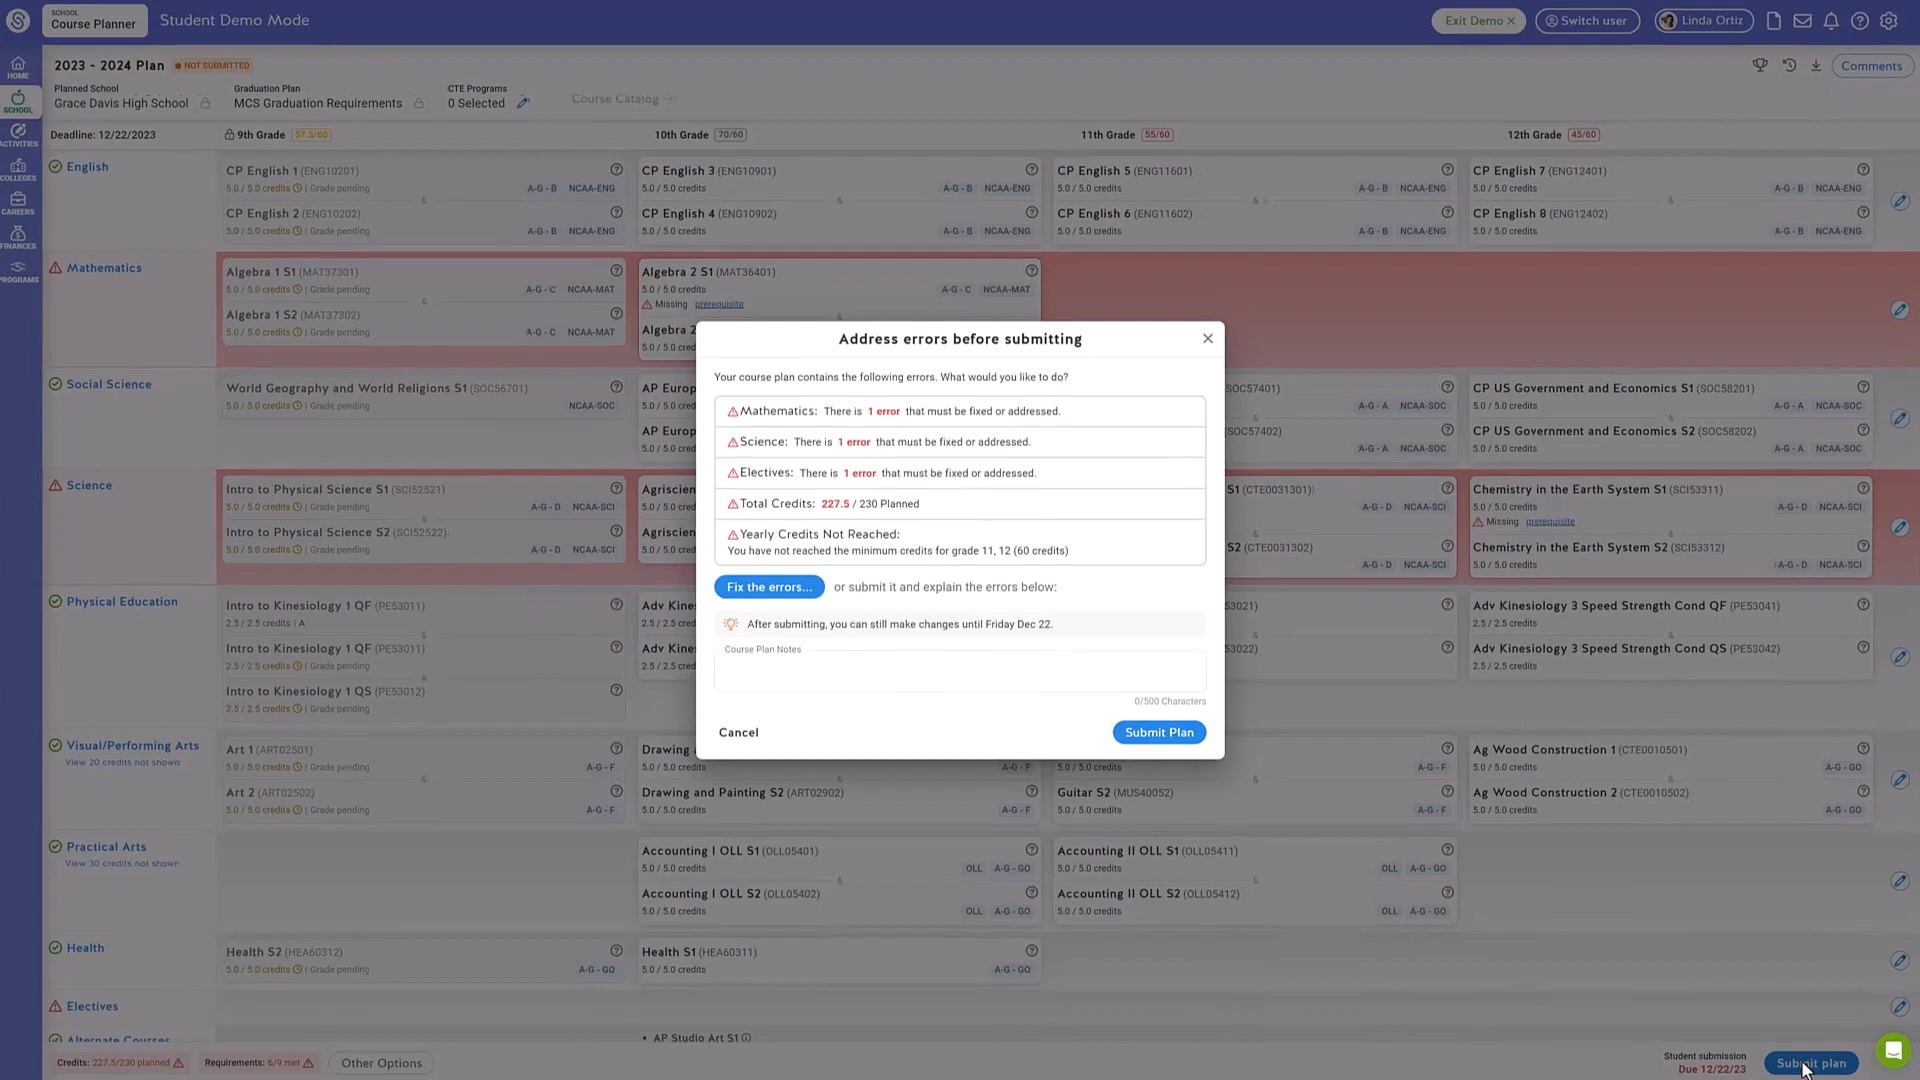 SCHOOL
Course Planner
Student Demo Mode
Exit Demo ×
Switch user
Linda Ortiz
HOME
SCHOOL
ACTIVITIES
COLLEGES
CAREERS
FINANCES
PROGRAMS
2023 - 2024 Plan
NOT SUBMITTED
Comments
Planned School
Grace Davis High School
Graduation Plan
MCS Graduation Requirements
CTE Programs
0 Selected
Course Catalog →
Deadline: 12/22/2023
9th Grade 57.5/60
10th Grade 70/60
11th Grade 55/60
12th Grade 45/60
English
CP English 1 (ENG10201)
5.0 / 5.0 credits | Grade pending
A-G - B NCAA-ENG
&
CP English 2 (ENG10202)
5.0 / 5.0 credits | Grade pending
A-G - B NCAA-ENG
CP English 3 (ENG10901)
5.0 / 5.0 credits
A-G - B NCAA-ENG
&
CP English 4 (ENG10902)
5.0 / 5.0 credits
A-G - B NCAA-ENG
CP English 5 (ENG11601)
5.0 / 5.0 credits
A-G - B NCAA-ENG
&
CP English 6 (ENG11602)
5.0 / 5.0 credits
A-G - B NCAA-ENG
CP English 7 (ENG12401)
5.0 / 5.0 credits
A-G - B NCAA-ENG
&
CP English 8 (ENG12402)
5.0 / 5.0 credits
A-G - B NCAA-ENG
Mathematics
Algebra 1 S1 (MAT37301)
5.0 / 5.0 credits | Grade pending
A-G - C NCAA-MAT
&
Algebra 1 S2 (MAT37302)
5.0 / 5.0 credits | Grade pending
A-G - C NCAA-MAT
Algebra 2 S1 (MAT36401)
5.0 / 5.0 credits
A-G - C NCAA-MAT
Missing prerequisite
&
Algebra 2
5.0 / 5.0 c
Social Science
World Geography and World Religions S1 (SOC56701)
5.0 / 5.0 credits | Grade pending
NCAA-SOC
AP Europ
5.0 / 5.0 c
AP Europ
5.0 / 5.0 c
SOC57401)
A-G - A NCAA-SOC
SOC57402)
A-G - A NCAA-SOC
CP US Government and Economics S1 (SOC58201)
5.0 / 5.0 credits
A-G - A NCAA-SOC
&
CP US Government and Economics S2 (SOC58202)
5.0 / 5.0 credits
A-G - A NCAA-SOC
Science
Intro to Physical Science S1 (SCI52521)
5.0 / 5.0 credits | Grade pending
A-G - D NCAA-SCI
&
Intro to Physical Science S2 (SCI52522)
5.0 / 5.0 credits | Grade pending
A-G - D NCAA-SCI
Agriscien
5.0 / 5.0 c
Agriscien
5.0 / 5.0 c
S1 (CTE0031301)
A-G - D NCAA-SCI
S2 (CTE0031302)
A-G - D NCAA-SCI
Chemistry in the Earth System S1 (SCI53311)
5.0 / 5.0 credits
A-G - D NCAA-SCI
Missing prerequisite
Chemistry in the Earth System S2 (SCI53312)
5.0 / 5.0 credits
A-G - D NCAA-SCI
Physical Education
Intro to Kinesiology 1 QF (PE53011)
2.5 / 2.5 credits | A
&
Intro to Kinesiology 1 QF (PE53011)
2.5 / 2.5 credits | Grade pending
&
Intro to Kinesiology 1 QS (PE53012)
2.5 / 2.5 credits | Grade pending
Adv Kines
2.5 / 2.5 c
Adv Kines
2.5 / 2.5 c
53021)
53022)
Adv Kinesiology 3 Speed Strength Cond QF (PE53041)
2.5 / 2.5 credits
&
Adv Kinesiology 3 Speed Strength Cond QS (PE53042)
2.5 / 2.5 credits
Visual/Performing Arts
View 20 credits not shown
Art 1 (ART02501)
5.0 / 5.0 credits | Grade pending
A-G - F
&
Art 2 (ART02502)
5.0 / 5.0 credits | Grade pending
A-G - F
Drawing a
5.0 / 5.0 credits
A-G - F
&
Drawing and Painting S2 (ART02902)
5.0 / 5.0 credits
A-G - F
5.0 / 5.0 credits
A-G - F
&
Guitar S2 (MUS40052)
5.0 / 5.0 credits
A-G - F
Ag Wood Construction 1 (CTE0010501)
5.0 / 5.0 credits
A-G - GO
&
Ag Wood Construction 2 (CTE0010502)
5.0 / 5.0 credits
A-G - GO
Practical Arts
View 30 credits not shown
Accounting I OLL S1 (OLL05401)
5.0 / 5.0 credits
OLL A-G - GO
&
Accounting I OLL S2 (OLL05402)
5.0 / 5.0 credits
OLL A-G - GO
Accounting II OLL S1 (OLL05411)
5.0 / 5.0 credits
OLL A-G - GO
&
Accounting II OLL S2 (OLL05412)
5.0 / 5.0 credits
OLL A-G - GO
Health
Health S2 (HEA60312)
5.0 / 5.0 credits | Grade pending
A-G - GO
Health S1 (HEA60311)
5.0 / 5.0 credits
A-G - GO
Electives
Alternate Courses
• AP Studio Art S1
Address errors before submitting
Your course plan contains the following errors. What would you like to do?
Mathematics: There is 1 error that must be fixed or addressed.
Science: There is 1 error that must be fixed or addressed.
Electives: There is 1 error that must be fixed or addressed.
Total Credits: 227.5 / 230 Planned
Yearly Credits Not Reached:
You have not reached the minimum credits for grade 11, 12 (60 credits)
Fix the errors... or submit it and explain the errors below:
After submitting, you can still make changes until Friday Dec 22.
Course Plan Notes
0/500 Characters
Cancel
Submit Plan
Credits: 227.5/230 planned
Requirements: 6/9 met
Other Options
Student submission
Due 12/22/23
Submit plan